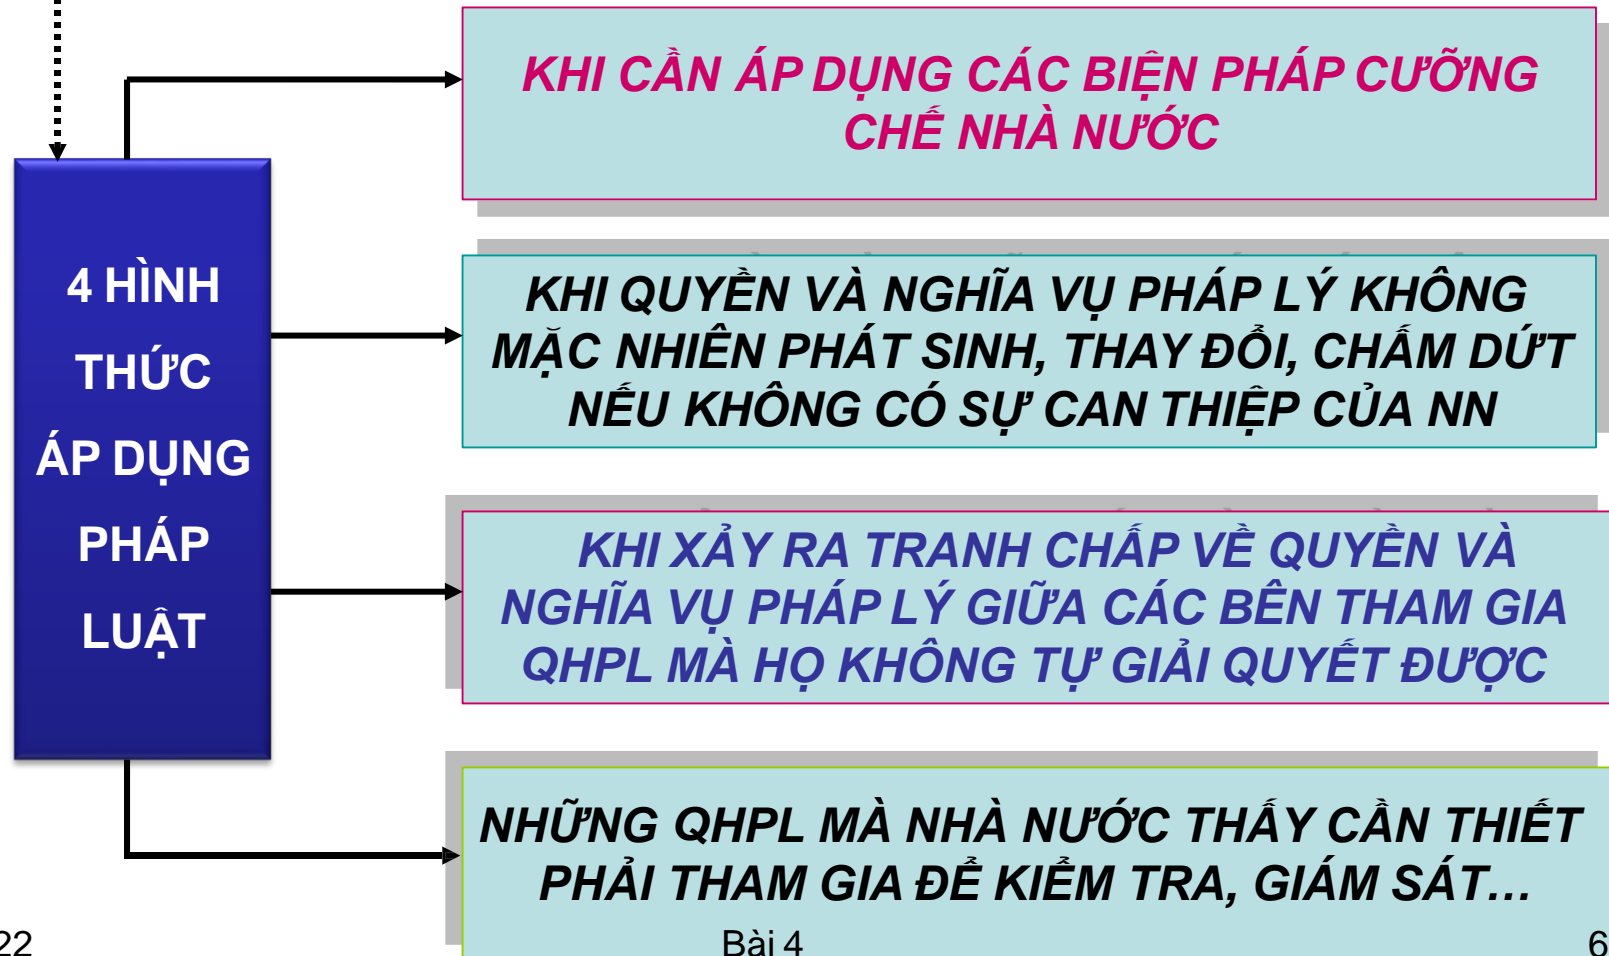 KHI CẦN ÁP DỤNG CÁC BIỆN PHÁP CƯỠNG
CHẾ NHÀ NƯỚC
4 HÌNH
THỨC
ÁP DỤNG
PHÁP
LUẬT
KHI QUYỀN VÀ NGHĨA VỤ PHÁP LÝ KHÔNG
MẶC NHIÊN PHÁT SINH, THAY ĐỔI, CHẤM DỨT
NẾU KHÔNG CÓ SỰ CAN THIỆP CỦA NN
KHI XẢY RA TRANH CHẤP VỀ QUYỀN VÀ
NGHĨA VỤ PHÁP LÝ GIỮA CÁC BÊN THAM GIA
QHPL MÀ HỌ KHÔNG TỰ GIẢI QUYẾT ĐƯỢC
NHỮNG QHPL MÀ NHÀ NƯỚC THẤY CẦN THIẾT
PHẢI THAM GIA ĐỂ KIỂM TRA, GIÁM SÁT...
22
Bài 4
6